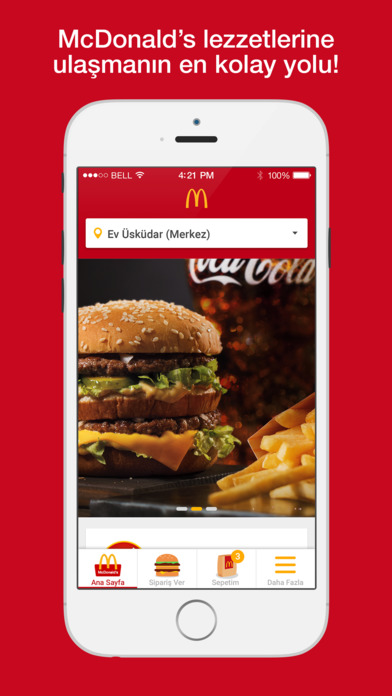 McDonald's lezzetlerine
ulaşmanın en kolay yolu!
BELL 4:21 PM 100%
Ev Üsküdar (Merkez)
Coca Cola
McDonald's
3
Ana Sayfa Sipariş Ver Sepetim Daha Fazla